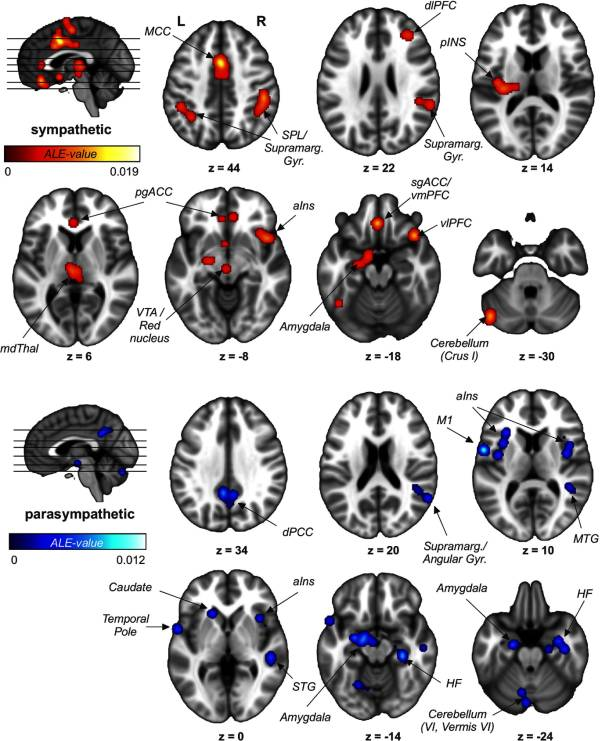 L R
MCC
SPL/
Supramarg.
Gyr.
z = 44
dlPFC
Supramarg.
Gyr.
z = 22
pINS
z = 14
sympathetic
ALE-value
0 0.019
pgACC
mdThal
z = 6
aIns
VTA /
Red
nucleus
z = -8
sgACC/
vmPFC
vlPFC
Amygdala
z = -18
Cerebellum
(Crus I)
z = -30
parasympathetic
ALE-value
0 0.012
dPCC
z = 34
Supramarg./
Angular Gyr.
z = 20
aIns
M1
MTG
z = 10
Caudate
Temporal
Pole
aIns
STG
z = 0
Amygdala
HF
z = -14
Amygdala
HF
Cerebellum
(VI, Vermis VI)
z = -24